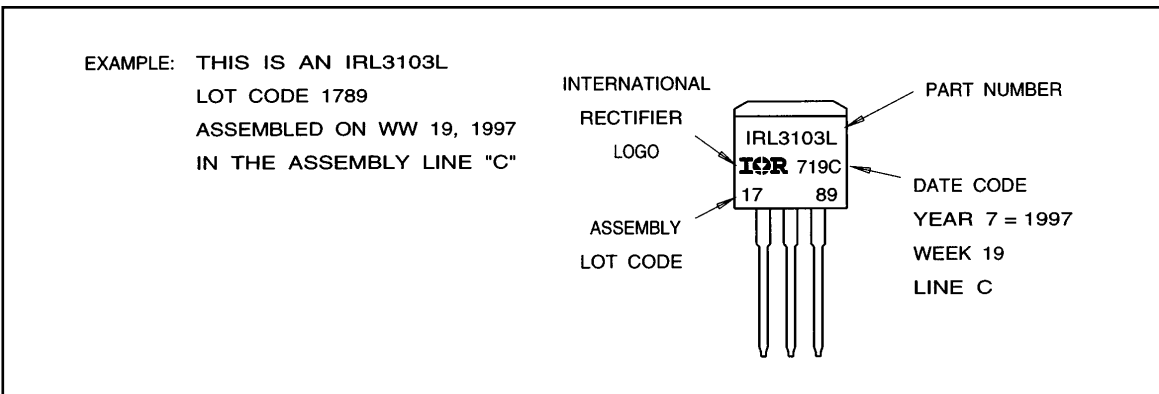 EXAMPLE: THIS IS AN IRL3103L
LOT CODE 1789
ASSEMBLED ON WW 19, 1997
IN THE ASSEMBLY LINE "C"
INTERNATIONAL
RECTIFIER
LOGO
ASSEMBLY
LOT CODE
IRL3103L
IOR 719C
17 89
PART NUMBER
DATE CODE
YEAR 7 = 1997
WEEK 19
LINE C